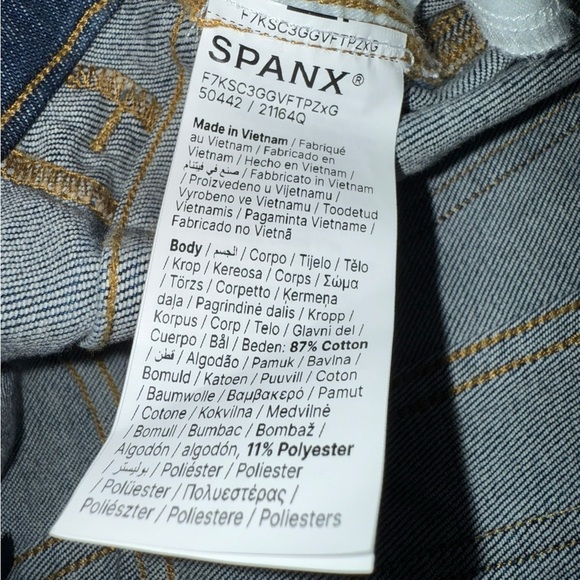 F7KSC3GGVFTPZxG
SPANX®
F7KSC3GGVFTPZxG
50442 / 21164Q
Made in Vietnam / Fabriqué
au Vietnam / Fabricado en
Vietnam / Hecho en Vietnam /
صنع في فيتنام / Fabbricato in Vietnam
/ Proizvedeno u Vijetnamu /
Vyrobeno ve Vietnamu / Toodetud
Vietnamis / Pagaminta Vietname /
Fabricado no Vietnã
Body / الجسم / Corpo / Tijelo / Tělo
/ Krop / Kereosa / Corps / Σώμα
/ Törzs / Corpetto / Ķermeņa
daļa / Pagrindinė dalis / Kropp /
Korpus / Corp / Telo / Glavni del /
Cuerpo / Bål / Beden: 87% Cotton
/ قطن / Algodão / Pamuk / Bavlna /
Bomuld / Katoen / Puuvill / Coton
/ Baumwolle / Βαμβακερό / Pamut
/ Cotone / Kokvilna / Medvilnė
/ Bomull / Bumbac / Bombaž /
Algodón / algodón, 11% Polyester
/ بوليستر / Poliéster / Poliester
/ Polüester / Πολυεστέρας /
Poliészter / Poliestere / Poliesters